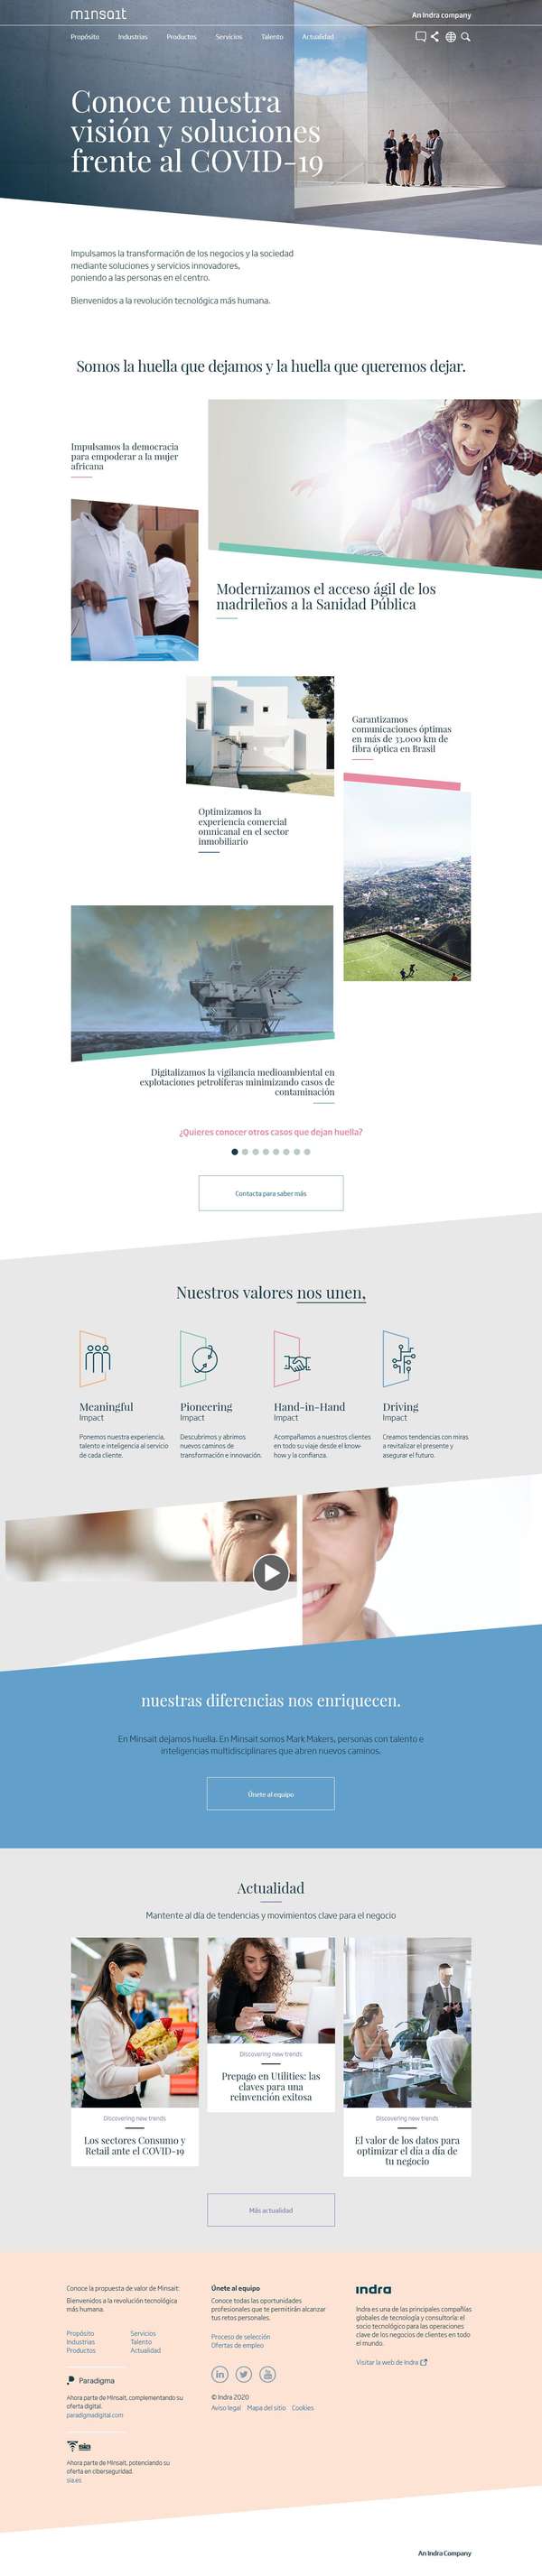 minsait
An Indra company
Propósito Industrias Productos Servicios Talento Actualidad
Conoce nuestra
visión y soluciones
frente al COVID-19
Impulsamos la transformación de los negocios y la sociedad
mediante soluciones y servicios innovadores,
poniendo a las personas en el centro.
Bienvenidos a la revolución tecnológica más humana.
Somos la huella que dejamos y la huella que queremos dejar.
Impulsamos la democracia
para empoderar a la mujer
africana
Modernizamos el acceso ágil de los
madrileños a la Sanidad Pública
Garantizamos
comunicaciones óptimas
en más de 33.000 km de
fibra óptica en Brasil
Optimizamos la
experiencia comercial
omnicanal en el sector
inmobiliario
Digitalizamos la vigilancia medioambiental en
explotaciones petrolíferas minimizando casos de
contaminación
¿Quieres conocer otros casos que dejan huella?
Contacta para saber más
Nuestros valores nos unen,
Meaningful
Impact
Ponemos nuestra experiencia,
talento e inteligencia al servicio
de cada cliente.
Pioneering
Impact
Descubrimos y abrimos
nuevos caminos de
transformación e innovación.
Hand-in-Hand
Impact
Acompañamos a nuestros clientes
en todo su viaje desde el know-
how y la confianza.
Driving
Impact
Creamos tendencias con miras
a revitalizar el presente y
asegurar el futuro.
nuestras diferencias nos enriquecen.
En Minsait dejamos huella. En Minsait somos Mark Makers, personas con talento e
inteligencias multidisciplinares que abren nuevos caminos.
Únete al equipo
Actualidad
Mantente al día de tendencias y movimientos clave para el negocio
Discovering new trends
Los sectores Consumo y
Retail ante el COVID-19
Discovering new trends
Prepago en Utilities: las
claves para una
reinvención exitosa
Discovering new trends
El valor de los datos para
optimizar el día a día de
tu negocio
Más actualidad
Conoce la propuesta de valor de Minsait:
Bienvenidos a la revolución tecnológica
más humana.
Propósito Servicios
Industrias Talento
Productos Actualidad
Paradigma
Ahora parte de Minsait, complementando su
oferta digital.
paradigmadigital.com
sia
Ahora parte de Minsait, potenciando su
oferta en ciberseguridad.
sia.es
Únete al equipo
Conoce todas las oportunidades
profesionales que te permitirán alcanzar
tus retos personales.
Proceso de selección
Ofertas de empleo
© Indra 2020
Aviso legal Mapa del sitio Cookies
indra
Indra es una de las principales compañías
globales de tecnología y consultoría: el
socio tecnológico para las operaciones
clave de los negocios de clientes en todo
el mundo.
Visitar la web de Indra
An Indra Company